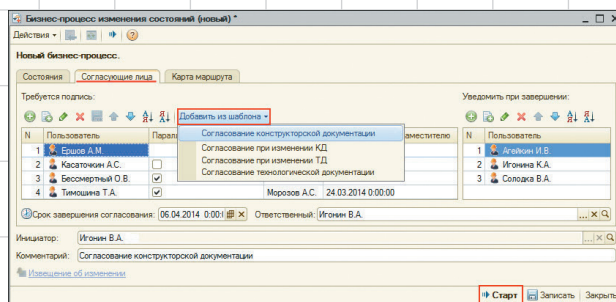 Бизнес-процесс изменения состояний (новый) *
Действия
Новый бизнес-процесс.
Состояния Согласующие лица Карта маршрута
Требуется подпись: Уведомить при завершении:
Добавить из шаблона
N Пользователь аместителю N Пользователь
Согласование конструкторской документации
Согласование при изменении КД
Согласование при изменении ТД
Согласование технологической документации
1 Ершов А.М. 1 Агейкин И.В.
2 Касаточкин А.С. 2 Игонина К.А.
3 Бессмертный О.В. 3 Солодка В.А.
4 Тимошина Т.А. Морозов А.С. 24.03.2014 0:00:00
Срок завершения согласования: 06.04.2014 0:00:( Ответственный: Игонин В.А.
Инициатор: Игонин В.А.
Комментарий: Согласование конструкторской документации
Извещение об изменении
Старт Записать Закрыть